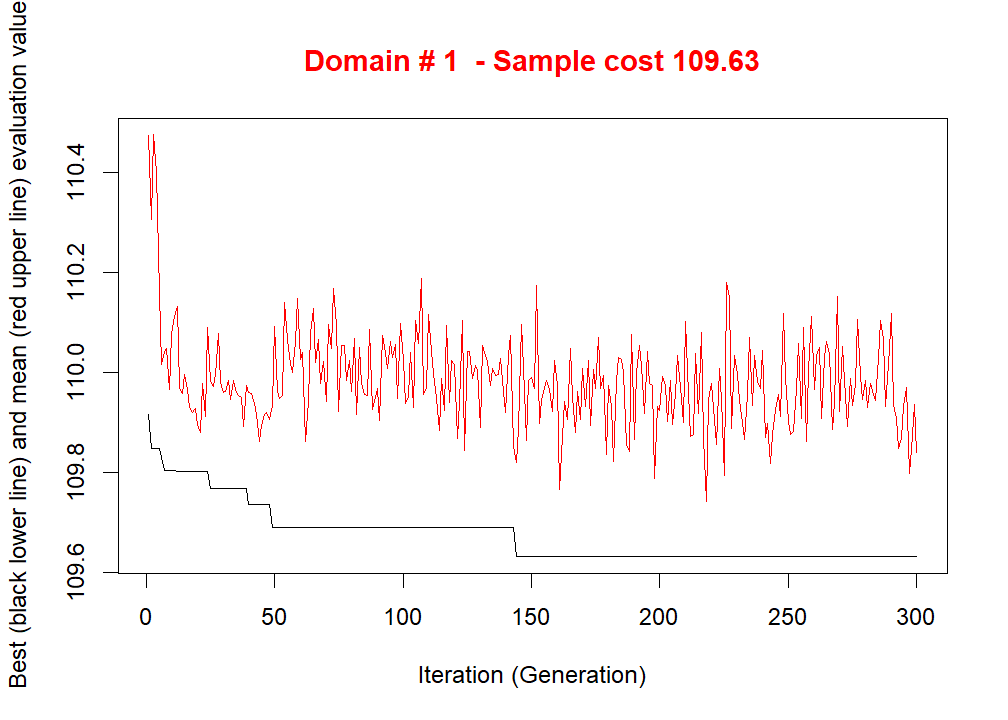 Domain # 1  - Sample cost 109.63
Best (black lower line) and mean (red upper line) evaluation value
110.4
110.2
110.0
109.8
109.6
0 50 100 150 200 250 300
Iteration (Generation)